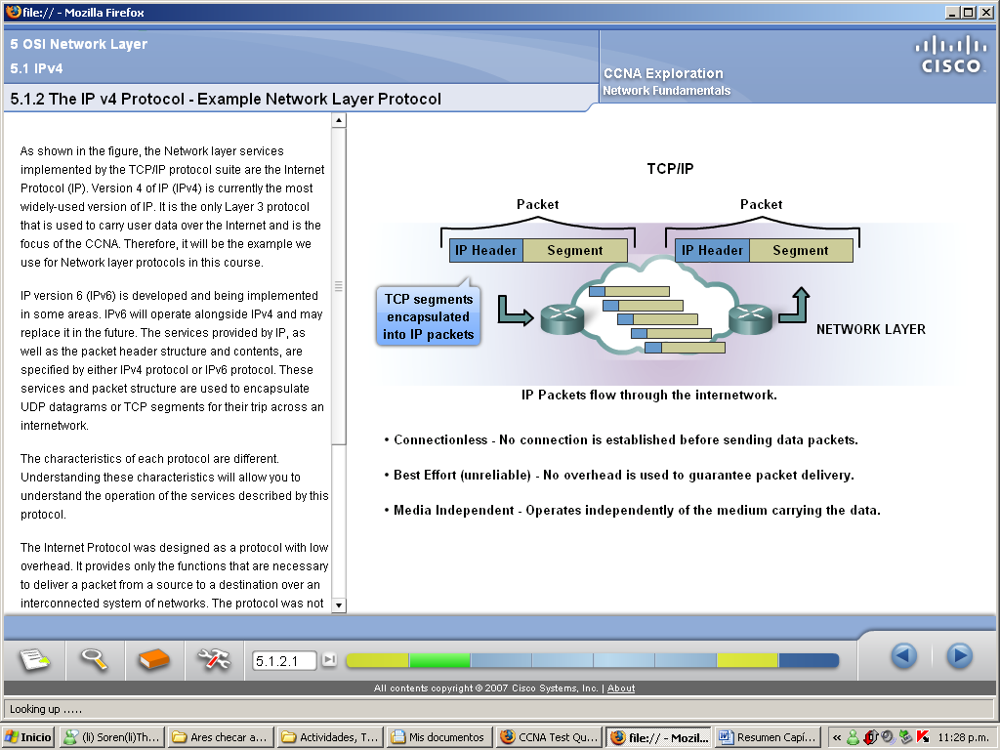 file:// - Mozilla Firefox
5 OSI Network Layer
5.1 IPv4
CCNA Exploration
Network Fundamentals
CISCO
5.1.2 The IP v4 Protocol - Example Network Layer Protocol
As shown in the figure, the Network layer services
implemented by the TCP/IP protocol suite are the Internet
Protocol (IP). Version 4 of IP (IPv4) is currently the most
widely-used version of IP. It is the only Layer 3 protocol
that is used to carry user data over the Internet and is the
focus of the CCNA. Therefore, it will be the example we
use for Network layer protocols in this course.
IP version 6 (IPv6) is developed and being implemented
in some areas. IPv6 will operate alongside IPv4 and may
replace it in the future. The services provided by IP, as
well as the packet header structure and contents, are
specified by either IPv4 protocol or IPv6 protocol. These
services and packet structure are used to encapsulate
UDP datagrams or TCP segments for their trip across an
internetwork.
The characteristics of each protocol are different.
Understanding these characteristics will allow you to
understand the operation of the services described by this
protocol.
The Internet Protocol was designed as a protocol with low
overhead. It provides only the functions that are necessary
to deliver a packet from a source to a destination over an
interconnected system of networks. The protocol was not
TCP/IP
Packet Packet
IP Header Segment IP Header Segment
TCP segments
encapsulated
into IP packets
NETWORK LAYER
IP Packets flow through the internetwork.
• Connectionless - No connection is established before sending data packets.
• Best Effort (unreliable) - No overhead is used to guarantee packet delivery.
• Media Independent - Operates independently of the medium carrying the data.
5.1.2.1
All contents copyright © 2007 Cisco Systems, Inc. | About
Looking up .....
Inicio (li) Soren(li)Th... Ares checar a... Actividades, T... Mis documentos CCNA Test Qu... file:// - Mozil... Resumen Capí... « 11:28 p.m.